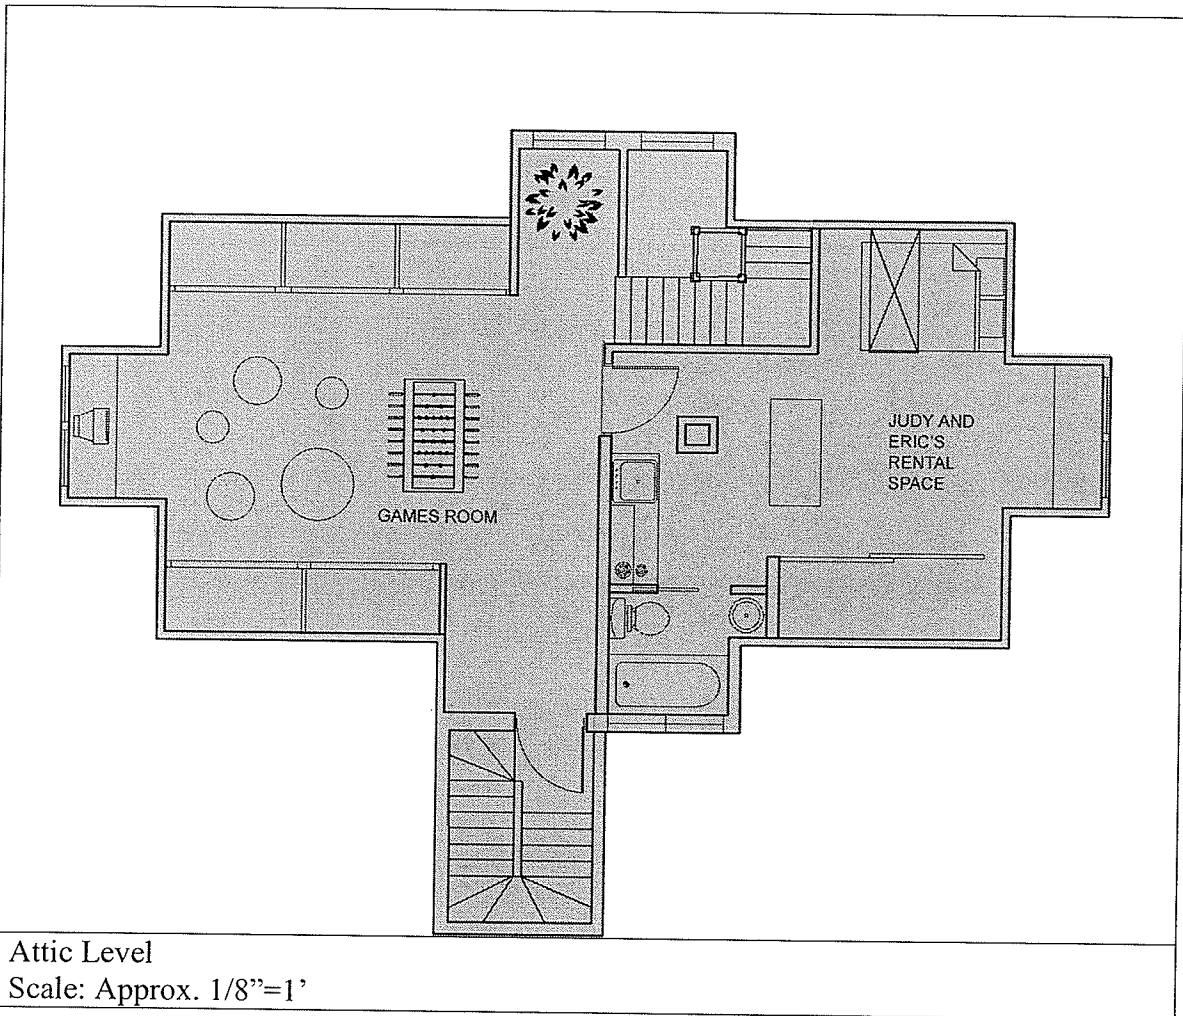 JUDY AND
ERIC'S
RENTAL
SPACE
GAMES ROOM
Attic Level
Scale: Approx. 1/8”=1’